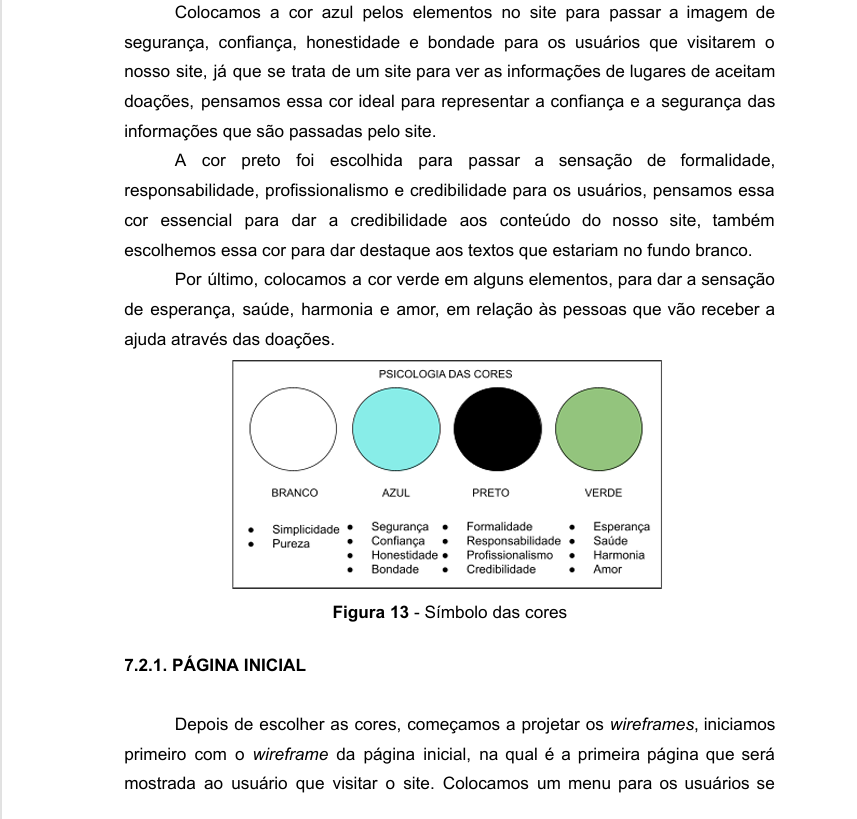 Colocamos a cor azul pelos elementos no site para passar a imagem de
segurança, confiança, honestidade e bondade para os usuários que visitarem o
nosso site, já que se trata de um site para ver as informações de lugares de aceitam
doações, pensamos essa cor ideal para representar a confiança e a segurança das
informações que são passadas pelo site.
A cor preto foi escolhida para passar a sensação de formalidade,
responsabilidade, profissionalismo e credibilidade para os usuários, pensamos essa
cor essencial para dar a credibilidade aos conteúdo do nosso site, também
escolhemos essa cor para dar destaque aos textos que estariam no fundo branco.
Por último, colocamos a cor verde em alguns elementos, para dar a sensação
de esperança, saúde, harmonia e amor, em relação às pessoas que vão receber a
ajuda através das doações.
PSICOLOGIA DAS CORES
BRANCO
• Simplicidade
• Pureza
AZUL
• Segurança
• Confiança
• Honestidade
• Bondade
PRETO
• Formalidade
• Responsabilidade
• Profissionalismo
• Credibilidade
VERDE
• Esperança
• Saúde
• Harmonia
• Amor
Figura 13 - Símbolo das cores
7.2.1. PÁGINA INICIAL
Depois de escolher as cores, começamos a projetar os wireframes, iniciamos
primeiro com o wireframe da página inicial, na qual é a primeira página que será
mostrada ao usuário que visitar o site. Colocamos um menu para os usuários se